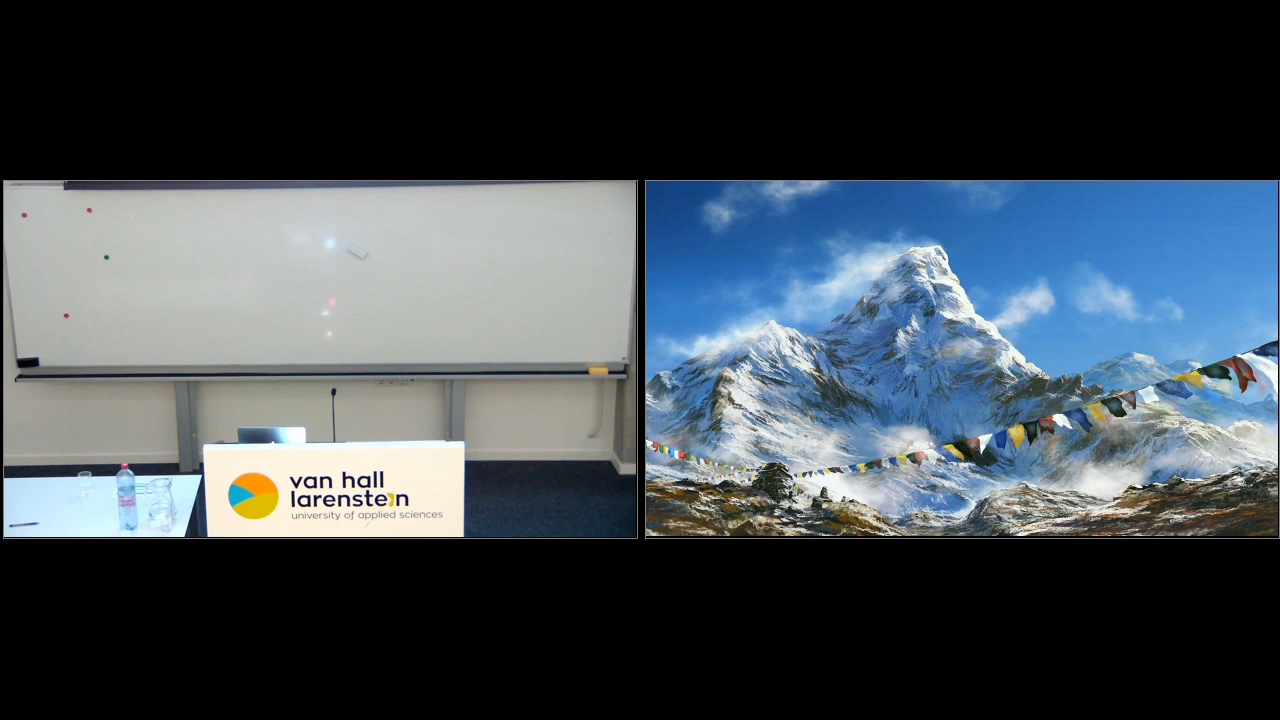 van hall
larenstein
university of applied sciences